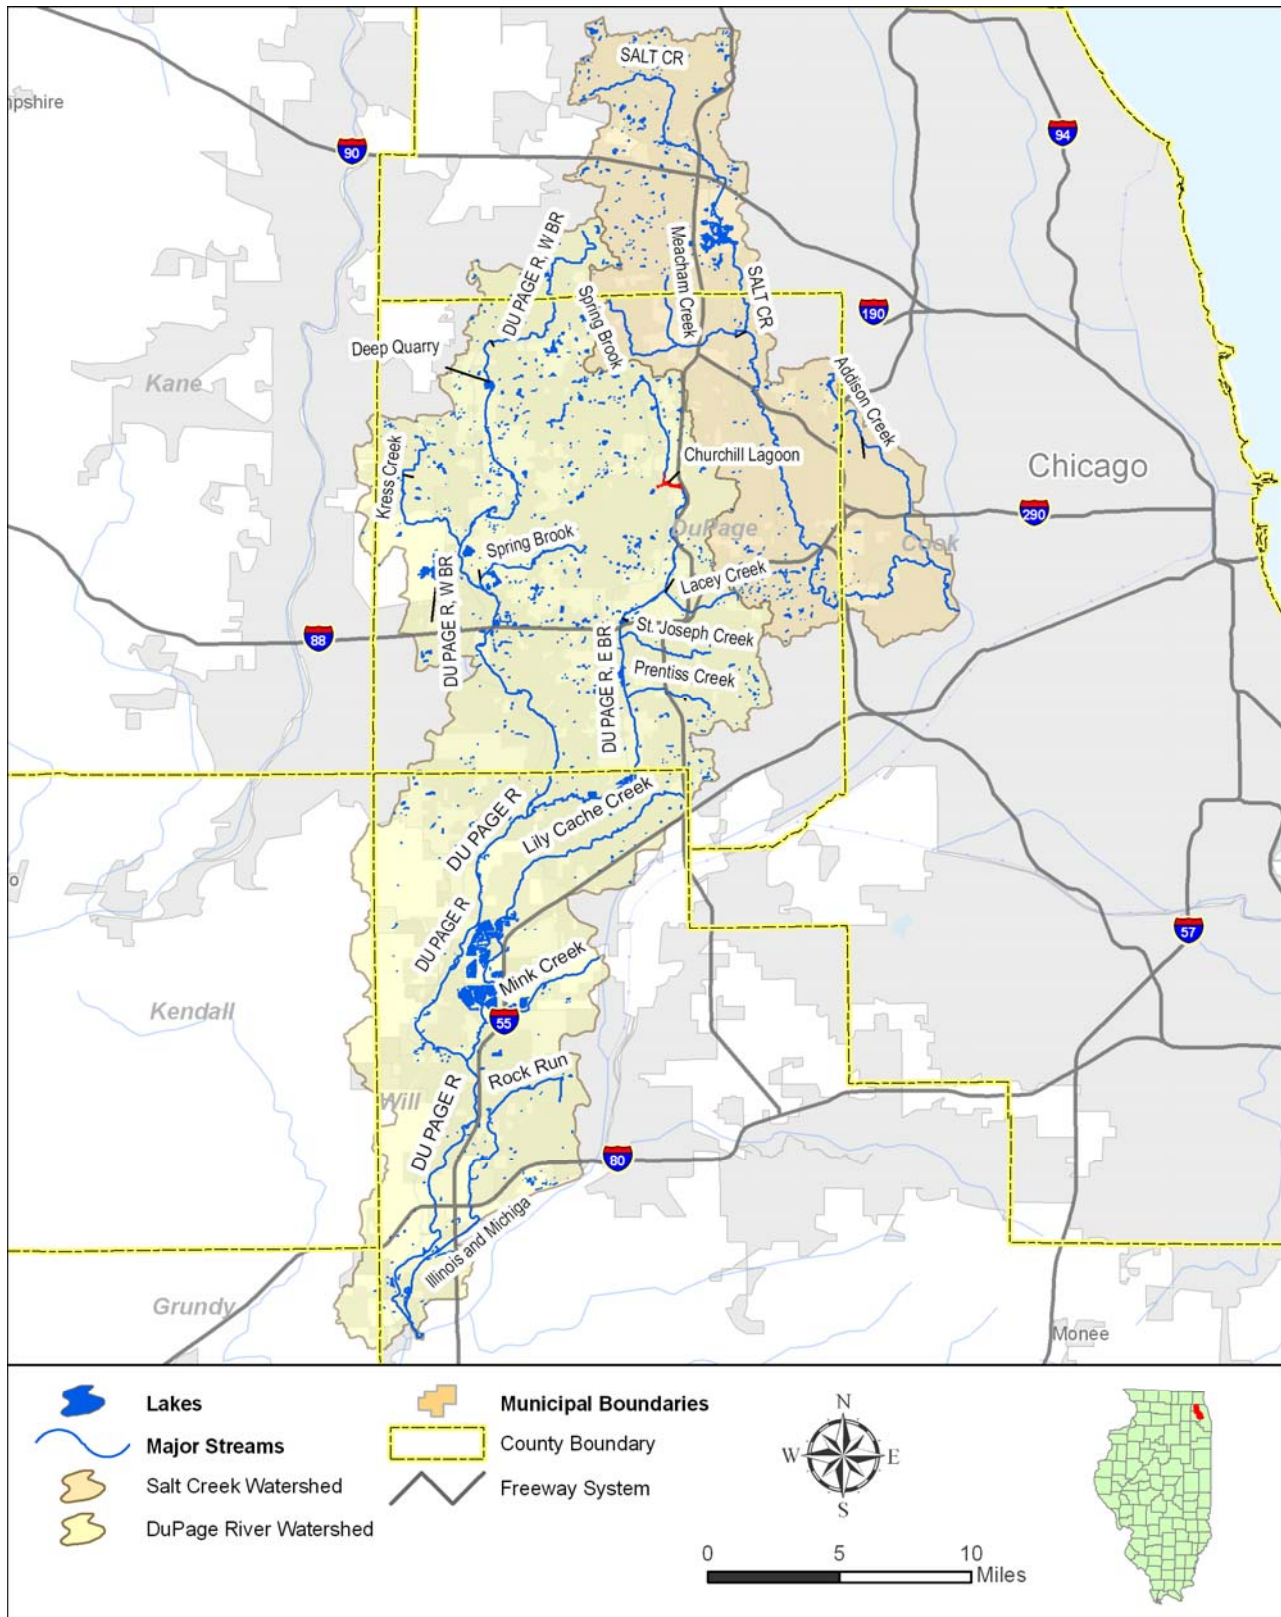 SALT CR
mpshire
94
90
DU PAGE R, W BR
Meacham Creek
SALT CR
Spring Brook
190
Deep Quarry
Kane
Addison Creek
Kress Creek
Churchill Lagoon
Chicago
290
DuPage
Cook
Spring Brook
Lacey Creek
DU PAGE R, W BR
88
St. Joseph Creek
DU PAGE R, E BR
Prentiss Creek
DU PAGE R
Lily Cache Creek
o
DU PAGE R
57
Mink Creek
Kendall
55
Rock Run
Will
DU PAGE R
80
Illinois and Michiga
Grundy
Monee
Lakes
Major Streams
Salt Creek Watershed
DuPage River Watershed
Municipal Boundaries
County Boundary
Freeway System
N
W E
S
0 5 10
Miles